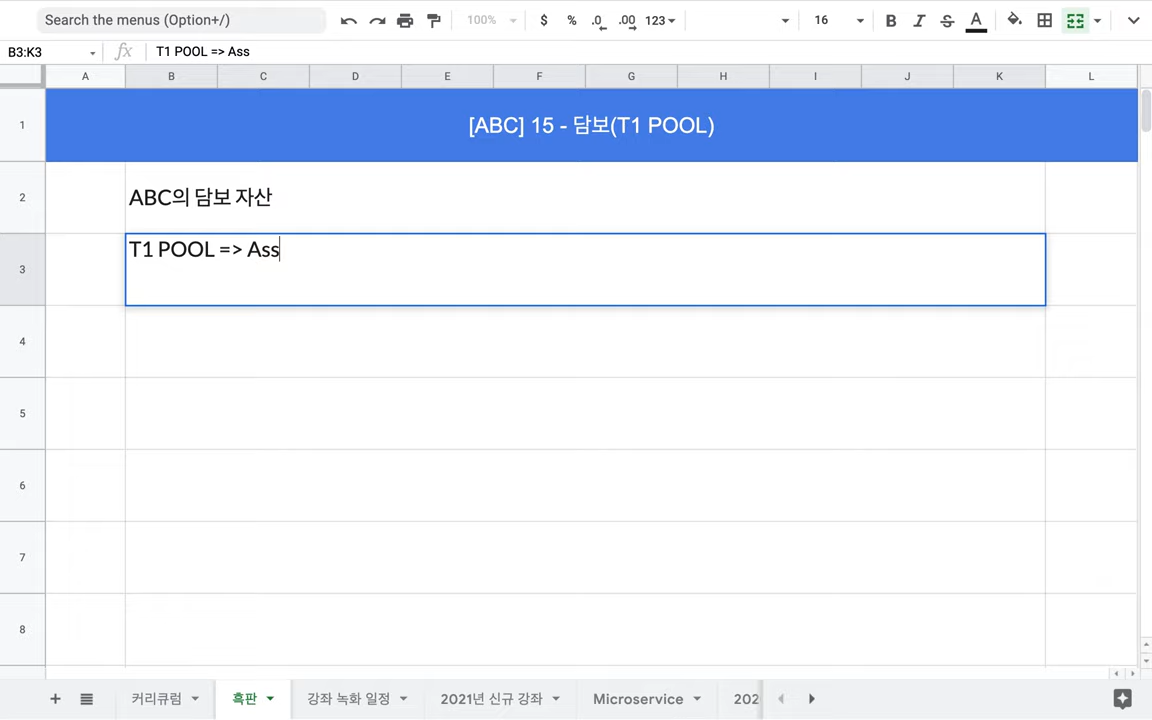 Search the menus (Option+/)
100%
$ % .0 .00 123
16
B I S A
B3:K3 fx T1 POOL => Ass
A B C D E F G H I J K L
1 [ABC] 15 - 담보(T1 POOL)
2 ABC의 담보 자산
3 T1 POOL => Ass
4
5
6
7
8
+ 커리큘럼 흑판 강좌 녹화 일정 2021년 신규 강좌 Microservice 202